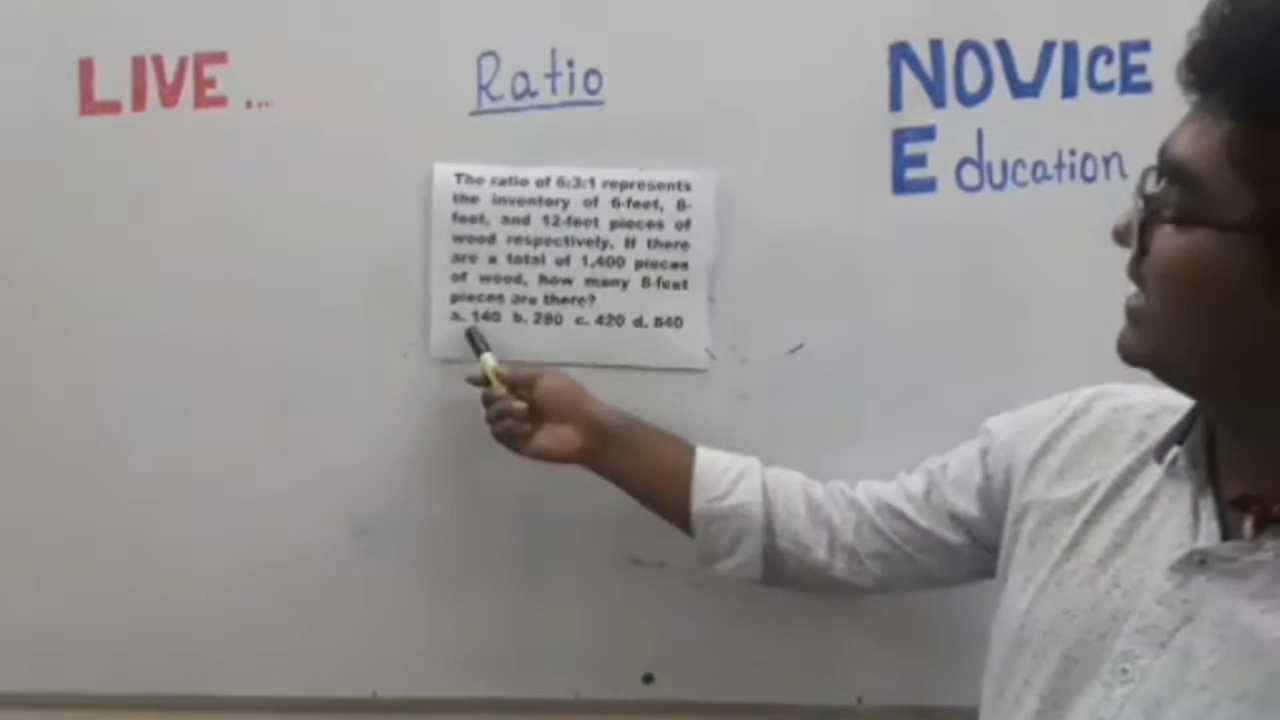 LIVE...
Ratio
NOVICE
Education
The ratio of 6:3:1 represents
the inventory of 6-feet, 8-
feet, and 12-feet pieces of
wood respectively, If there
are a total of 1,400 pieces
of wood, how many 8-feet
pieces are there?
a. 140 b. 280 c. 420 d. 840